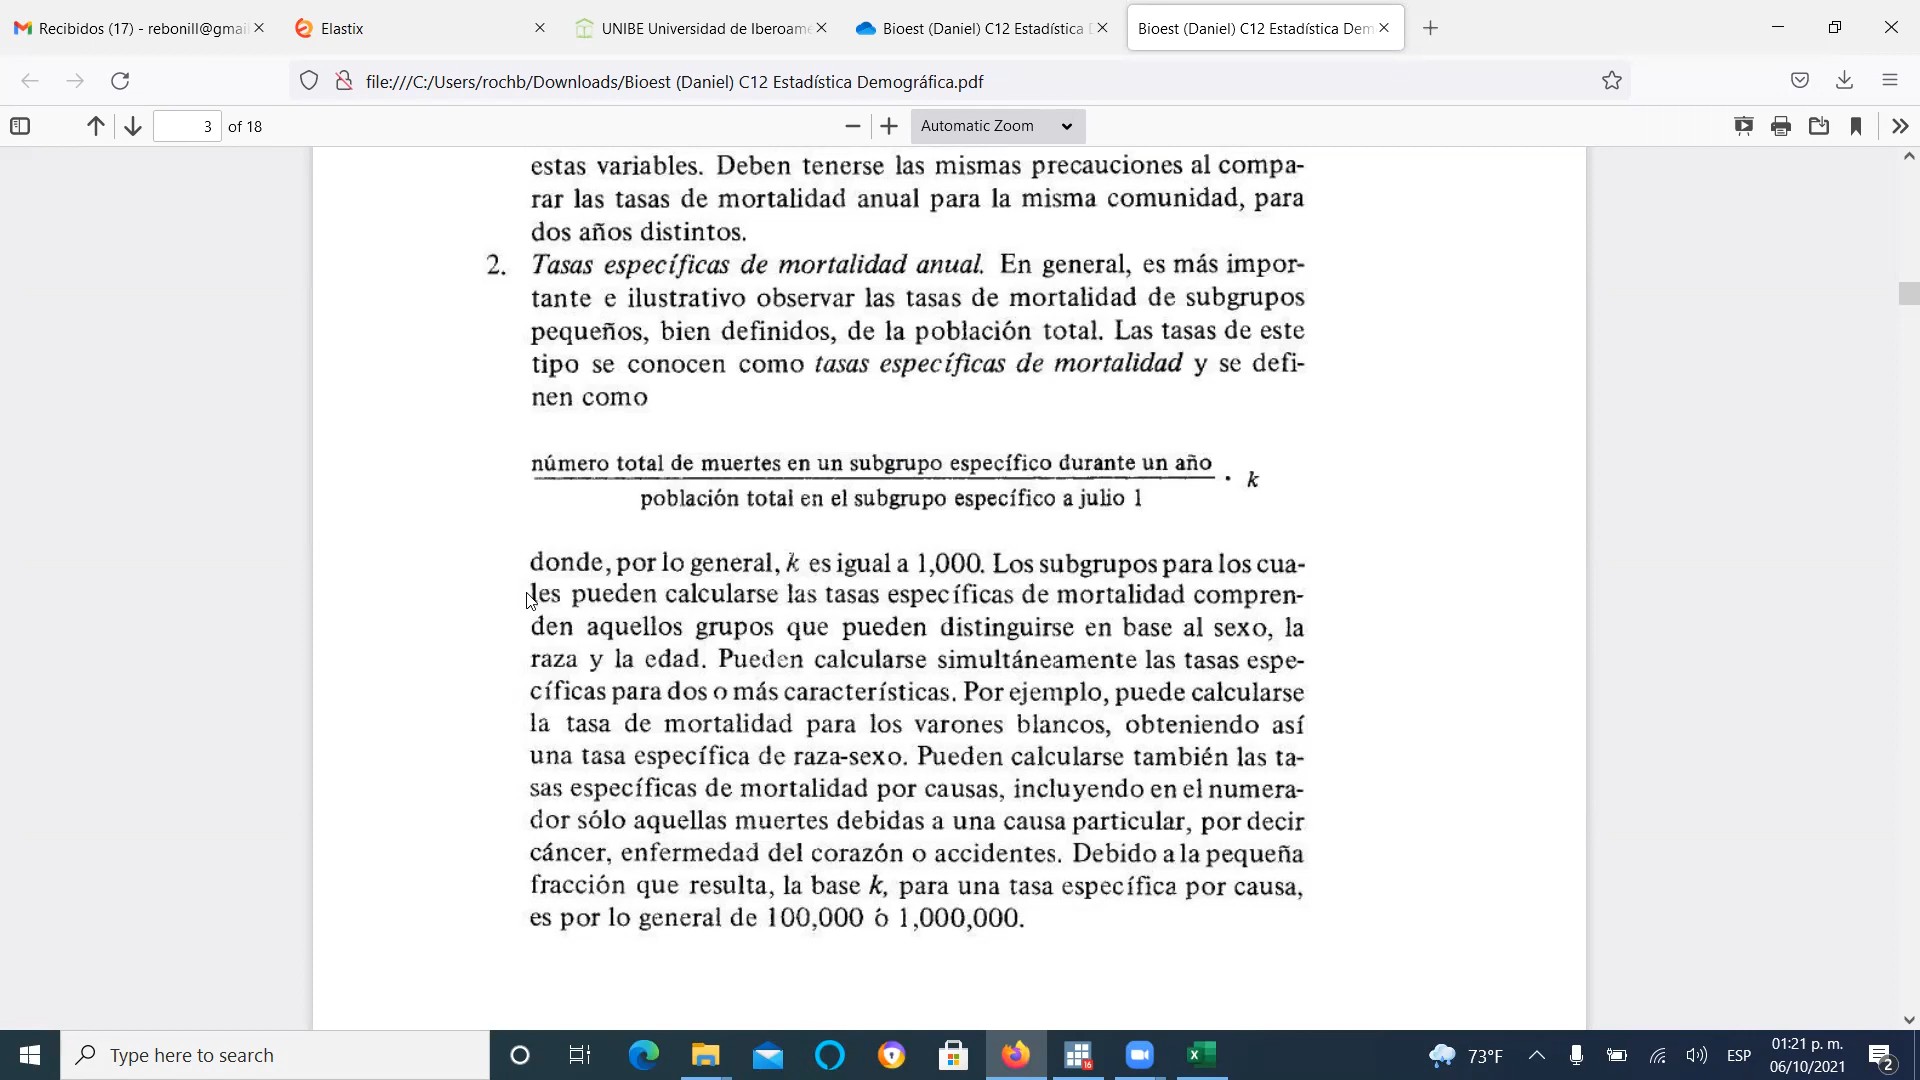 Recibidos (17) - rebonill@gmai
Elastix
UNIBE Universidad de Iberoamé
Bioest (Daniel) C12 Estadística D
Bioest (Daniel) C12 Estadística Dem
file:///C:/Users/rochb/Downloads/Bioest (Daniel) C12 Estadística Demográfica.pdf
3 of 18
Automatic Zoom
estas variables. Deben tenerse las mismas precauciones al compa-
rar las tasas de mortalidad anual para la misma comunidad, para
dos años distintos.
2. Tasas específicas de mortalidad anual. En general, es más impor-
tante e ilustrativo observar las tasas de mortalidad de subgrupos
pequeños, bien definidos, de la población total. Las tasas de este
tipo se conocen como tasas específicas de mortalidad y se defi-
nen como
número total de muertes en un subgrupo específico durante un año
· k
población total en el subgrupo específico a julio 1
donde, por lo general, k es igual a 1,000. Los subgrupos para los cua-
les pueden calcularse las tasas específicas de mortalidad compren-
den aquellos grupos que pueden distinguirse en base al sexo, la
raza y la edad. Pueden calcularse simultáneamente las tasas espe-
cíficas para dos o más características. Por ejemplo, puede calcularse
la tasa de mortalidad para los varones blancos, obteniendo así
una tasa específica de raza-sexo. Pueden calcularse también las ta-
sas específicas de mortalidad por causas, incluyendo en el numera-
dor sólo aquellas muertes debidas a una causa particular, por decir
cáncer, enfermedad del corazón o accidentes. Debido a la pequeña
fracción que resulta, la base k, para una tasa específica por causa,
es por lo general de 100,000 ó 1,000,000.
Type here to search
16
73°F
ESP
01:21 p. m.
06/10/2021
2